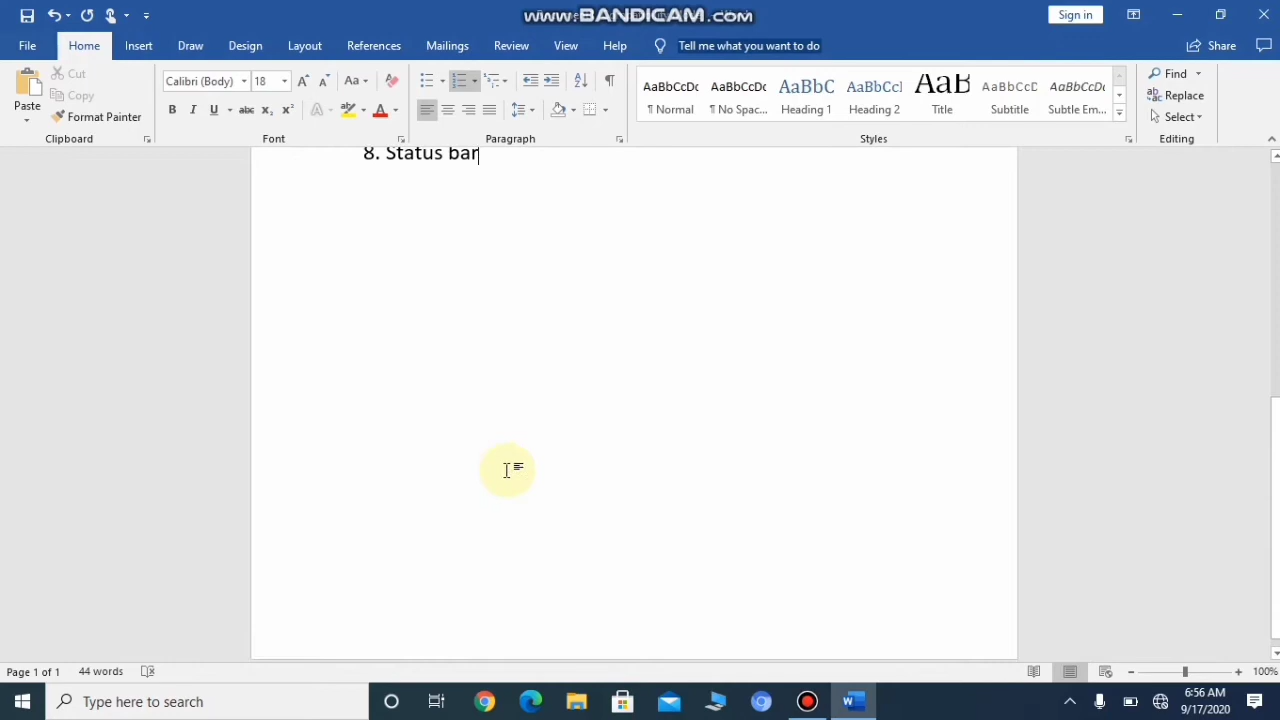 www.BANDICAM.com
Sign in
File
Home
Insert
Draw
Design
Layout
References
Mailings
Review
View
Help
Tell me what you want to do
Share
Paste
Cut
Copy
Format Painter
Clipboard
Calibri (Body)
18
Font
Paragraph
AaBbCcDc
¶ Normal
AaBbCcDc
¶ No Spac...
AaBbC
Heading 1
AaBbCcI
Heading 2
AaB
Title
AaBbCcD
Subtitle
AaBbCcDc
Subtle Em...
Styles
Find
Replace
Select
Editing
8. Status bar
Page 1 of 1
44 words
100%
Type here to search
6:56 AM
9/17/2020